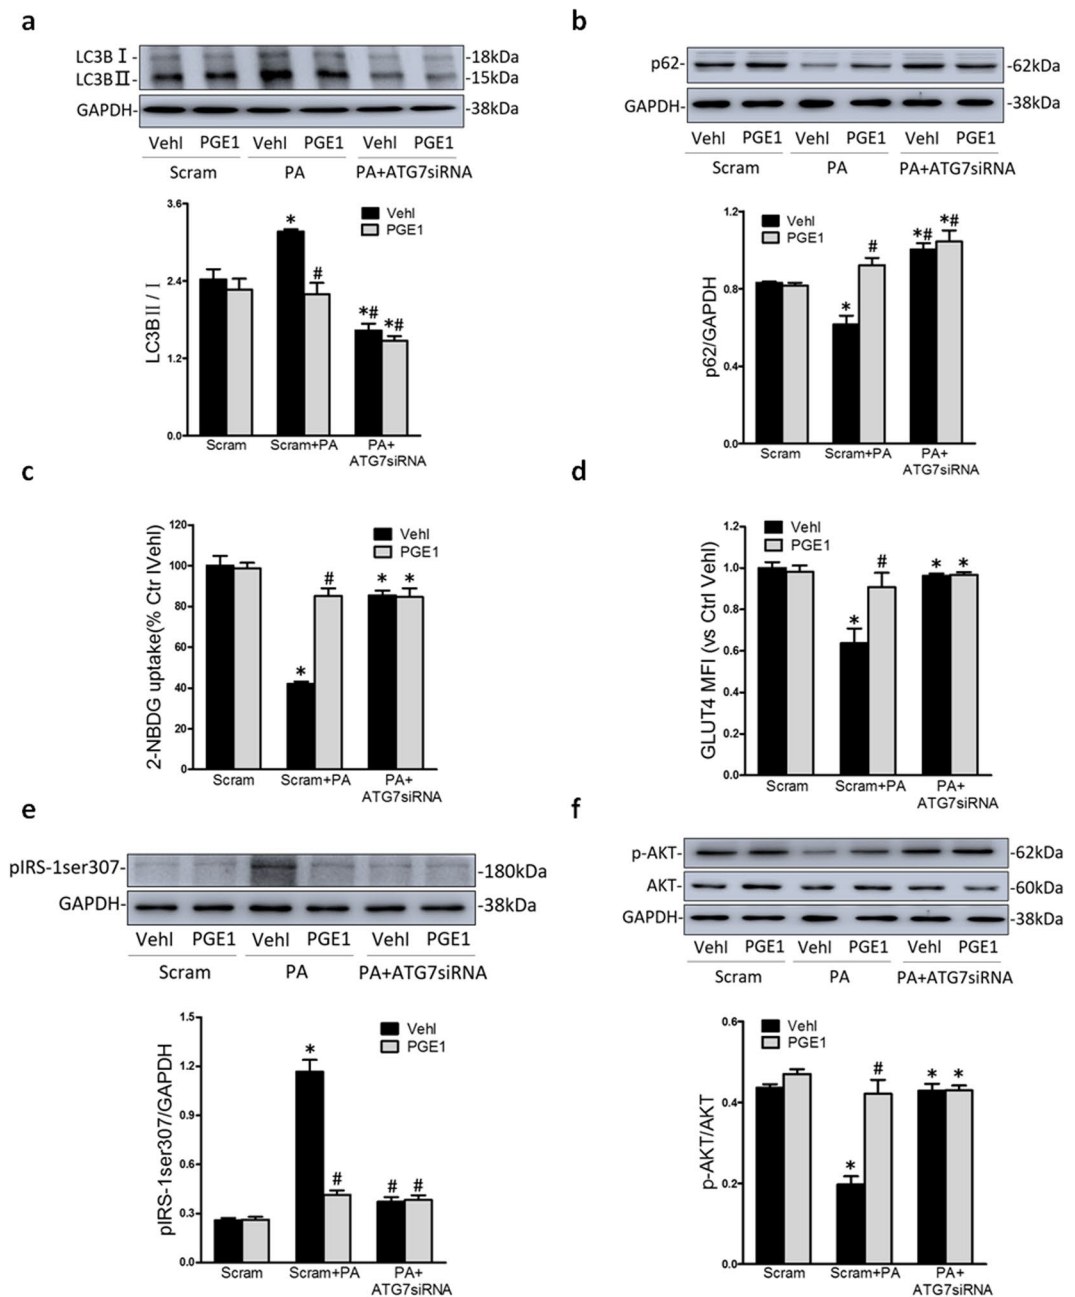 a
LC3B Ⅰ -
-18kDa
LC3BⅡ-
-15kDa
GAPDH-
-38kDa
Vehl PGE1 Vehl PGE1 Vehl PGE1
Scram PA PA+ATG7siRNA
3.6
2.4
1.2
0.0
LC3BⅡ/Ⅰ
Vehl
PGE1
*
#
*# *#
Scram Scram+PA PA+
ATG7siRNA
b
p62-
-62kDa
GAPDH-
-38kDa
Vehl PGE1 Vehl PGE1 Vehl PGE1
Scram PA PA+ATG7siRNA
1.2
0.8
0.4
0.0
p62/GAPDH
Vehl
PGE1
*
#
*# *#
Scram Scram+PA PA+
ATG7siRNA
c
120
100
80
60
40
20
0
2-NBDG uptake(% Ctr lVehl)
Vehl
PGE1
*
#
* *
Scram Scram+PA PA+
ATG7siRNA
d
1.2
1.0
0.8
0.6
0.4
0.2
0.0
GLUT4 MFI (vs Ctrl Vehl)
Vehl
PGE1
*
#
* *
Scram Scram+PA PA+
ATG7siRNA
e
pIRS-1ser307-
-180kDa
GAPDH-
-38kDa
Vehl PGE1 Vehl PGE1 Vehl PGE1
Scram PA PA+ATG7siRNA
1.5
1.2
0.9
0.6
0.3
0.0
pIRS-1ser307/GAPDH
Vehl
PGE1
*
#
# #
Scram Scram+PA PA+
ATG7siRNA
f
p-AKT-
-62kDa
AKT-
-60kDa
GAPDH-
-38kDa
Vehl PGE1 Vehl PGE1 Vehl PGE1
Scram PA PA+ATG7siRNA
0.6
0.4
0.2
0.0
p-AKT/AKT
Vehl
PGE1
*
#
* *
Scram Scram+PA PA+
ATG7siRNA